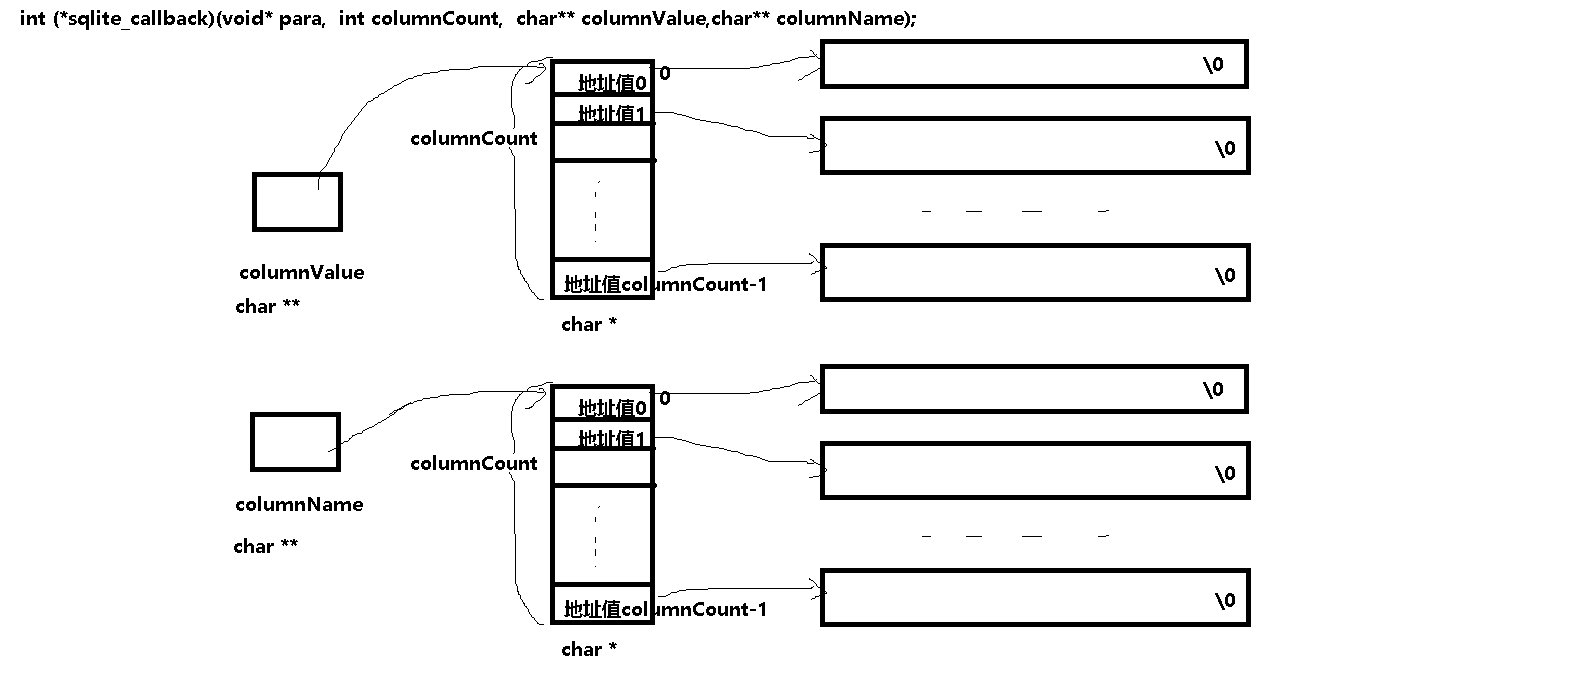 int (*sqlite_callback)(void* para, int columnCount, char** columnValue,char** columnName);
地址值0
0
\0
地址值1
columnCount
\0
columnValue
\0
地址值columnCount-1
char **
char *
地址值0
0
\0
地址值1
columnCount
\0
columnName
char **
地址值columnCount-1
\0
char *